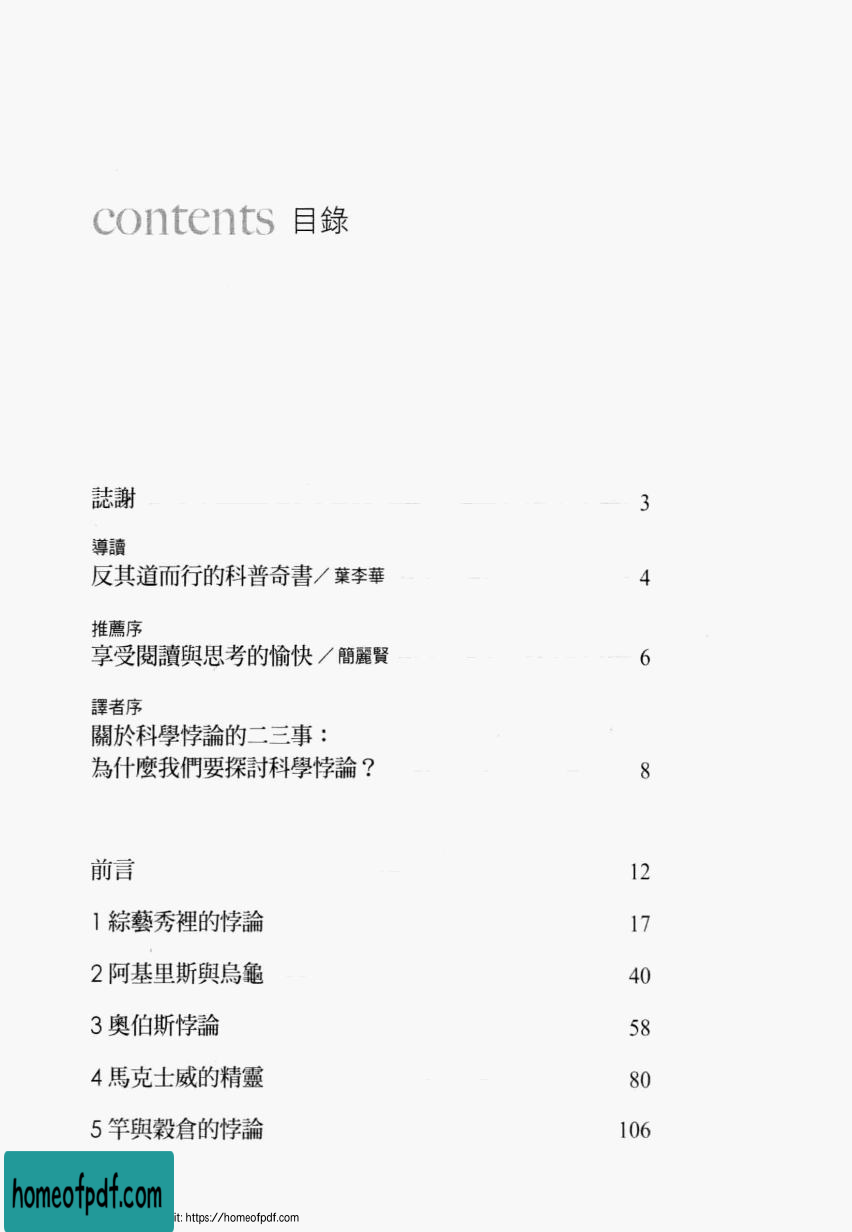 contents 目錄
誌謝 3
導讀
反其道而行的科普奇書／葉李華 4
推薦序
享受閱讀與思考的愉快／簡麗賢 6
譯者序
關於科學悖論的二三事：
為什麼我們要探討科學悖論？ 8
前言 12
1 綜藝秀裡的悖論 17
2 阿基里斯與烏龜 40
3 奧伯斯悖論 58
4 馬克士威的精靈 80
5 竿與穀倉的悖論 106
homeofpdf.com
it: https://homeofpdf.com